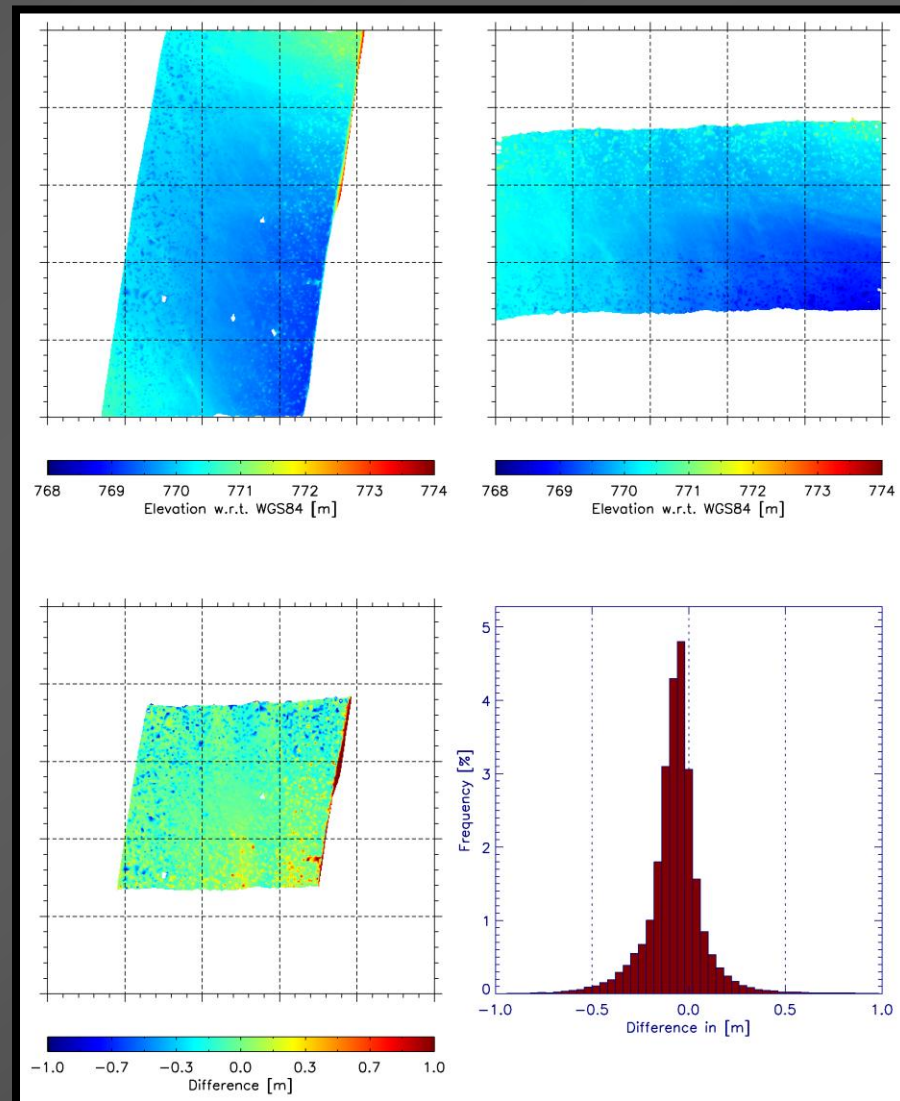 768 769 770 771 772 773 774
Elevation w.r.t. WGS84 [m]
768 769 770 771 772 773 774
Elevation w.r.t. WGS84 [m]
-1.0 -0.7 -0.3 0.0 0.3 0.7 1.0
Difference [m]
5
4
3
2
1
0
Frequency [%]
-1.0 -0.5 0.0 0.5 1.0
Difference in [m]